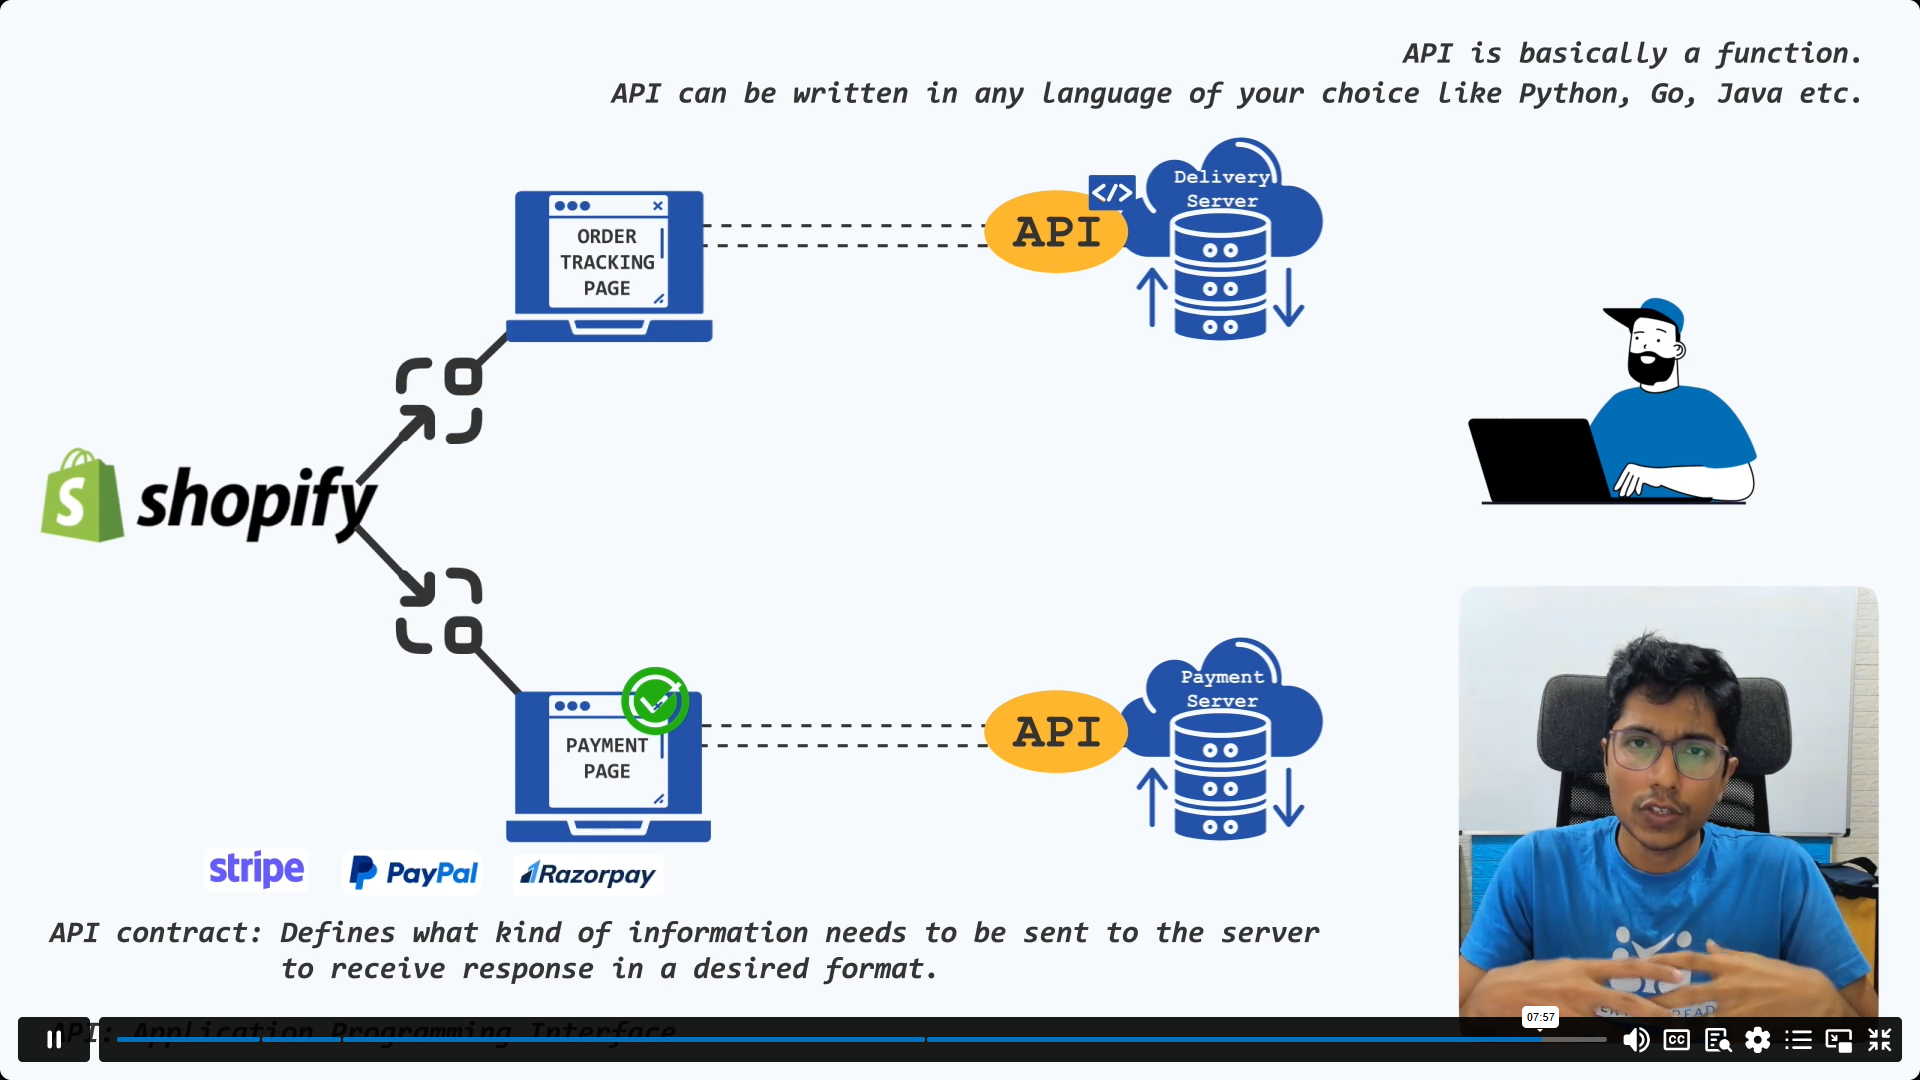 API is basically a function.
API can be written in any language of your choice like Python, Go, Java etc.
ORDER
TRACKING
PAGE
API
</>
Delivery
Server
shopify
PAYMENT
PAGE
API
Payment
Server
stripe
PayPal
Razorpay
API contract: Defines what kind of information needs to be sent to the server
to receive response in a desired format.
API: Application Programming Interface
07:57
CC